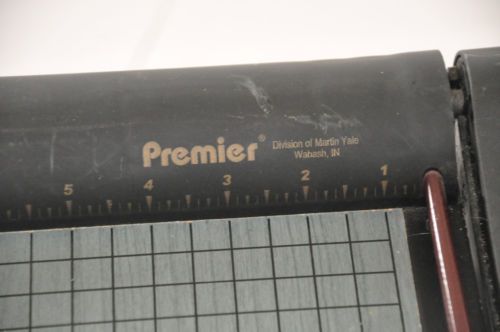 Premier® Division of Martin Yale
Wabash, IN
5 4 3 2 1